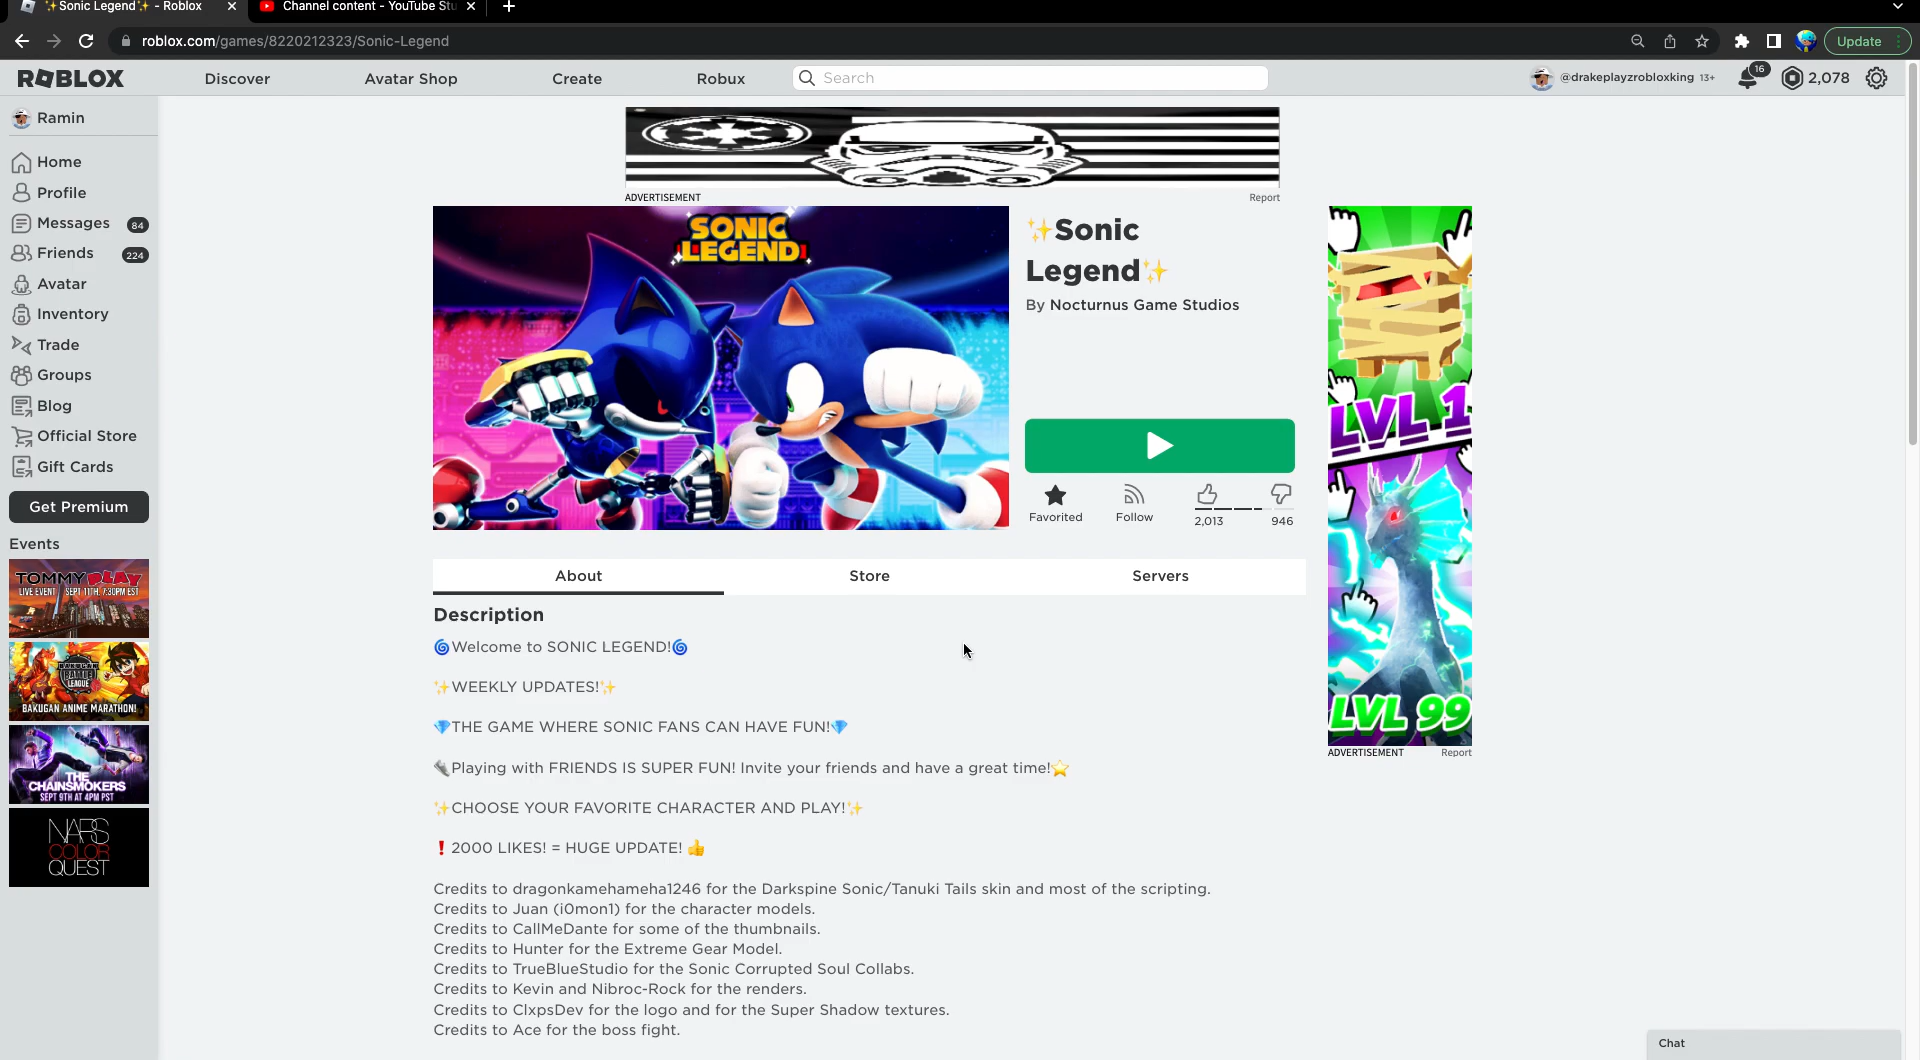 ✨Sonic Legend✨ - Roblox
Channel content - YouTube Stu
roblox.com/games/8220212323/Sonic-Legend
Update
ROBLOX
Discover
Avatar Shop
Create
Robux
Search
@drakeplayzrobloxking 13+
16
2,078
Ramin
Home
Profile
Messages 84
Friends 224
Avatar
Inventory
Trade
Groups
Blog
Official Store
Gift Cards
Get Premium
Events
TOMMY PLAY
LIVE EVENT SEPT 11TH, 7:30PM EST
BAKUGAN
BATTLE
LEAGUE
BAKUGAN ANIME MARATHON!
THE
CHAINSMOKERS
SEPT 9TH AT 4PM PST
NARS
COLOR
QUEST
ADVERTISEMENT
Report
SONIC
LEGEND!
✨Sonic
Legend✨
By Nocturnus Game Studios
Favorited
Follow
2,013
946
LVL 1
LVL 99
ADVERTISEMENT
Report
About
Store
Servers
Description
🌀Welcome to SONIC LEGEND!🌀
✨WEEKLY UPDATES!✨
💎THE GAME WHERE SONIC FANS CAN HAVE FUN!💎
🔌Playing with FRIENDS IS SUPER FUN! Invite your friends and have a great time!⭐
✨CHOOSE YOUR FAVORITE CHARACTER AND PLAY!✨
❗ 2000 LIKES! = HUGE UPDATE! 👍
Credits to dragonkamehameha1246 for the Darkspine Sonic/Tanuki Tails skin and most of the scripting.
Credits to Juan (i0mon1) for the character models.
Credits to CallMeDante for some of the thumbnails.
Credits to Hunter for the Extreme Gear Model.
Credits to TrueBlueStudio for the Sonic Corrupted Soul Collabs.
Credits to Kevin and Nibroc-Rock for the renders.
Credits to ClxpsDev for the logo and for the Super Shadow textures.
Credits to Ace for the boss fight.
Chat